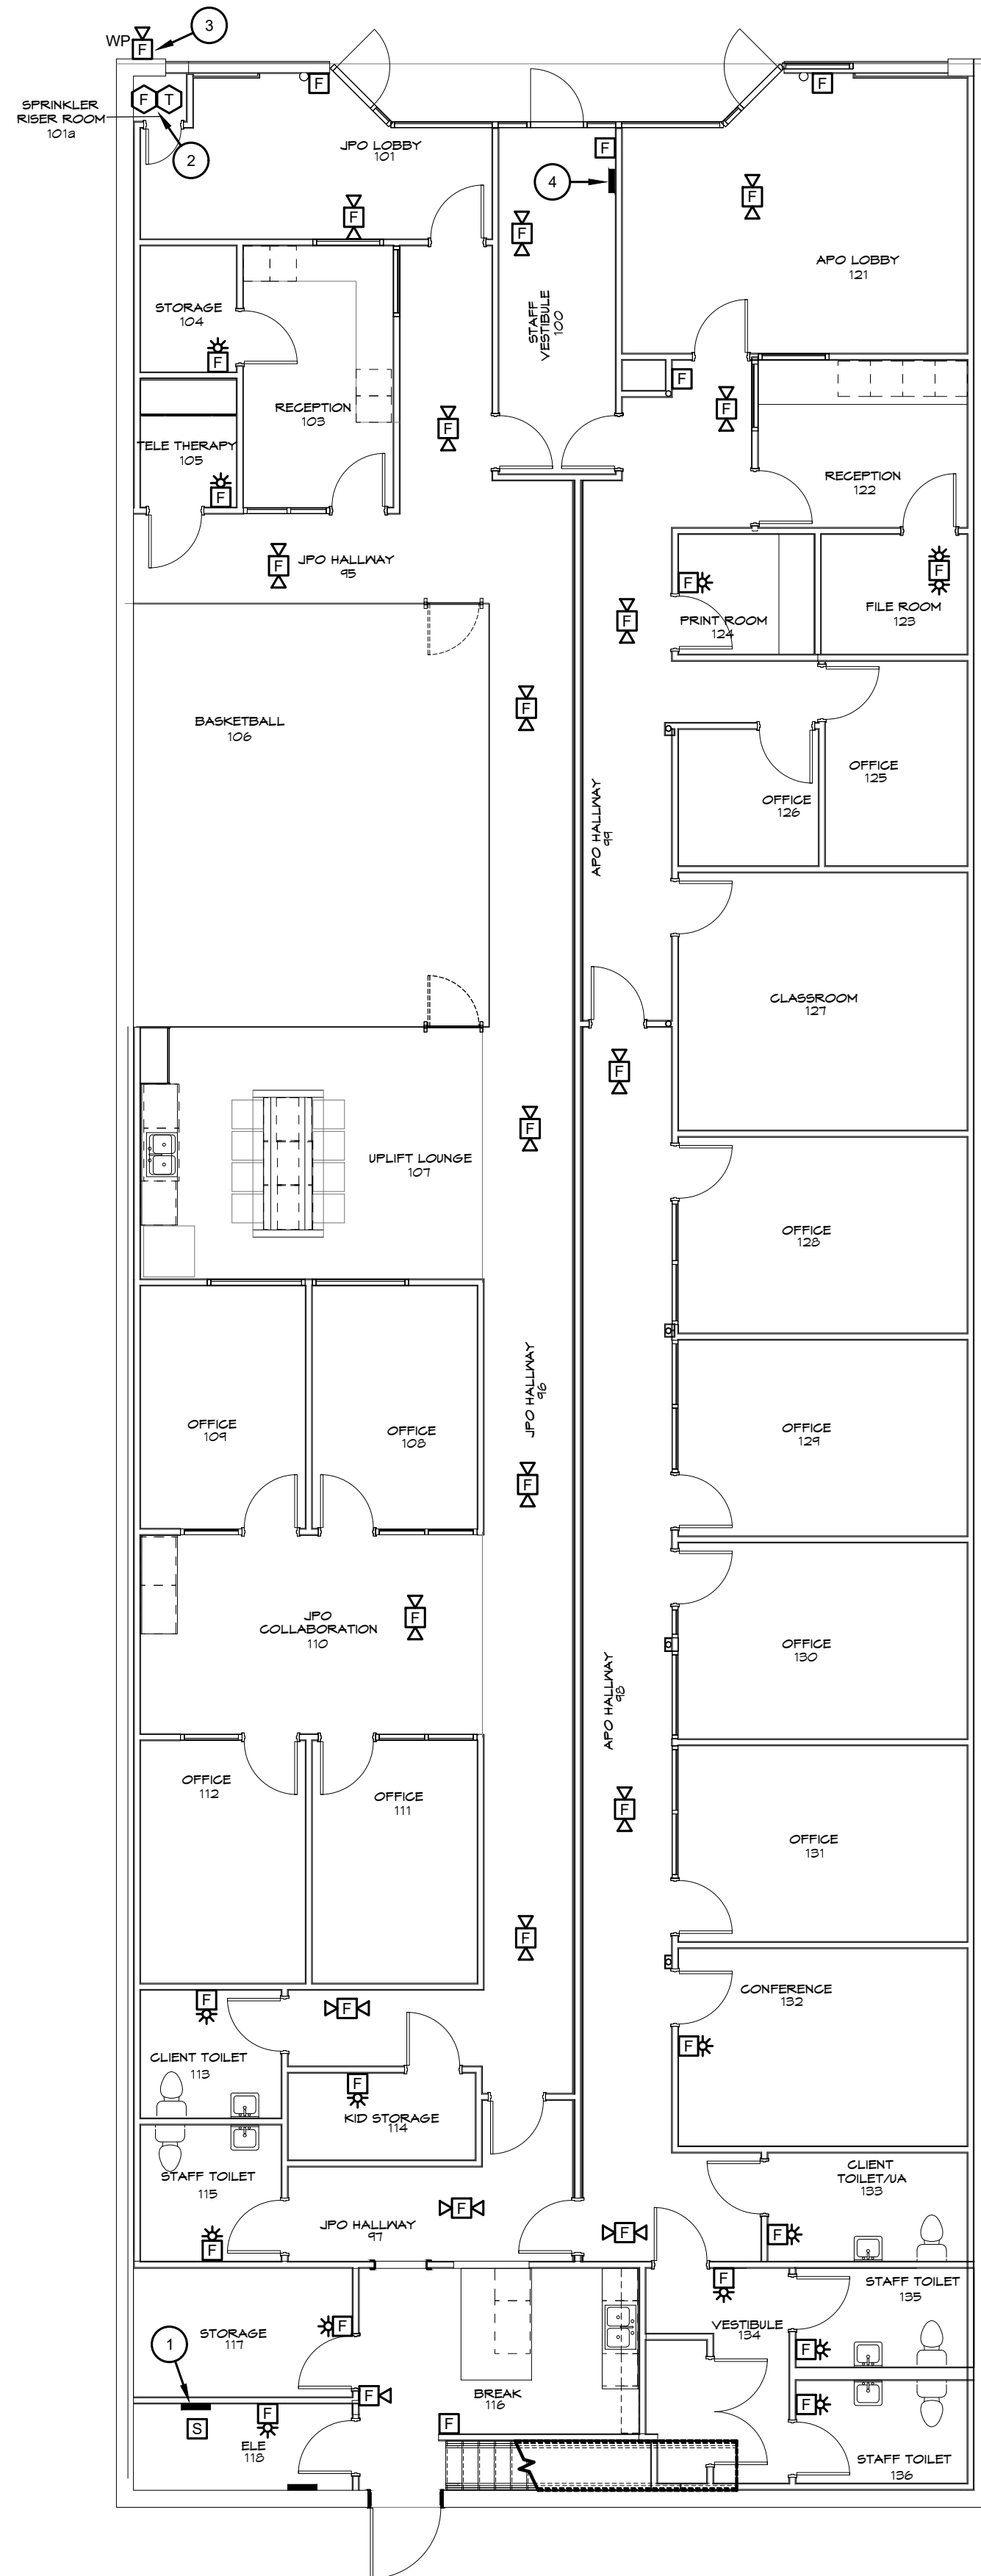 3
WP F
F T
SPRINKLER
RISER ROOM
101a
2
F
JPO LOBBY
101
F
F
4
F
F
F
APO LOBBY
121
STAFF
VESTIBULE
100
STORAGE
104
F
RECEPTION
103
F
F
F
TELE THERAPY
105
F
RECEPTION
122
F
JPO HALLWAY
95
F
F
PRINT ROOM
124
F
FILE ROOM
123
F
BASKETBALL
106
F
OFFICE
125
OFFICE
126
APO HALLWAY
99
CLASSROOM
127
F
F
UPLIFT LOUNGE
107
OFFICE
128
JPO HALLWAY
96
OFFICE
109
OFFICE
108
OFFICE
129
F
JPO
COLLABORATION
110
F
OFFICE
130
APO HALLWAY
98
OFFICE
112
OFFICE
111
F
OFFICE
131
F
CONFERENCE
132
F
F
F
CLIENT TOILET
113
F
KID STORAGE
114
F
STAFF TOILET
115
CLIENT
TOILET/UA
133
F
JPO HALLWAY
97
F
F
F
F
STAFF TOILET
135
STORAGE
117
F
VESTIBULE
134
F
1
F
BREAK
116
F
S
F
ELE
118
F
STAFF TOILET
136